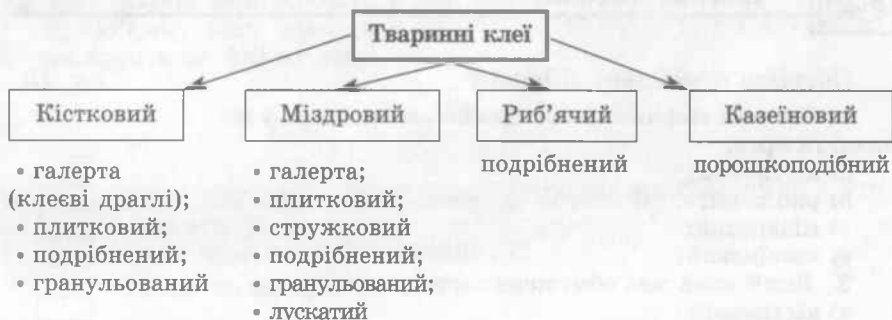 Тваринні клеї
Кістковий
• галерта
(клеєві драглі);
• плитковий;
• подрібнений;
• гранульований
Міздровий
• галерта;
• плитковий;
• стружковий
• подрібнений;
• гранульований;
• лускатий
Риб'ячий
подрібнений
Казеїновий
порошкоподібний